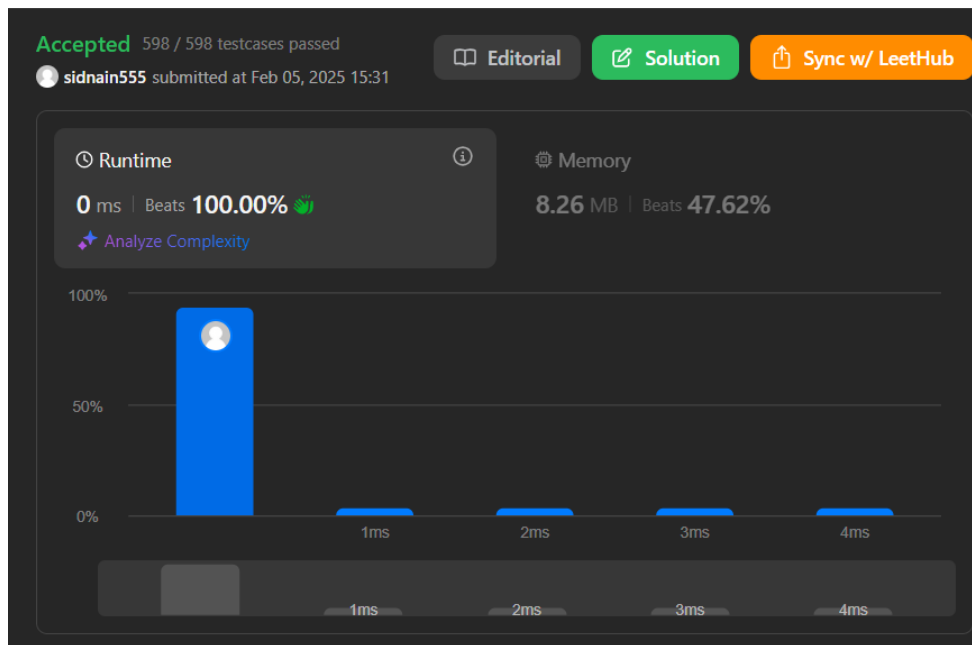 Accepted 598 / 598 testcases passed
Editorial
Solution
Sync w/ LeetHub
sidnain555 submitted at Feb 05, 2025 15:31
Runtime
0 ms | Beats 100.00%
Analyze Complexity
Memory
8.26 MB | Beats 47.62%
100%
50%
0%
1ms 2ms 3ms 4ms
1ms 2ms 3ms 4ms